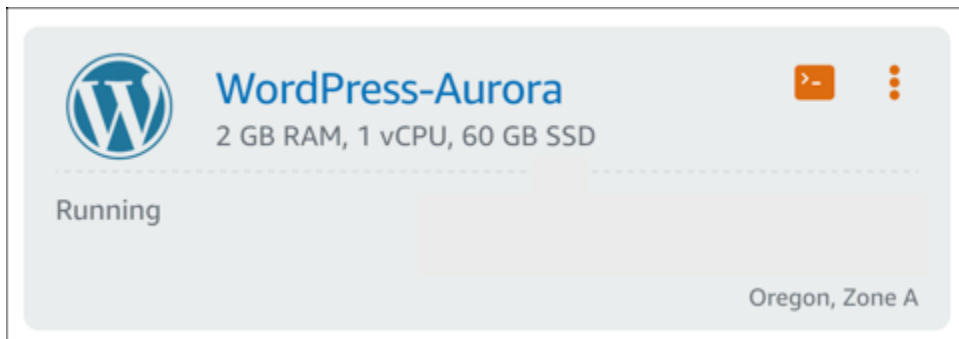 WordPress-Aurora
2 GB RAM, 1 vCPU, 60 GB SSD
Running
Oregon, Zone A